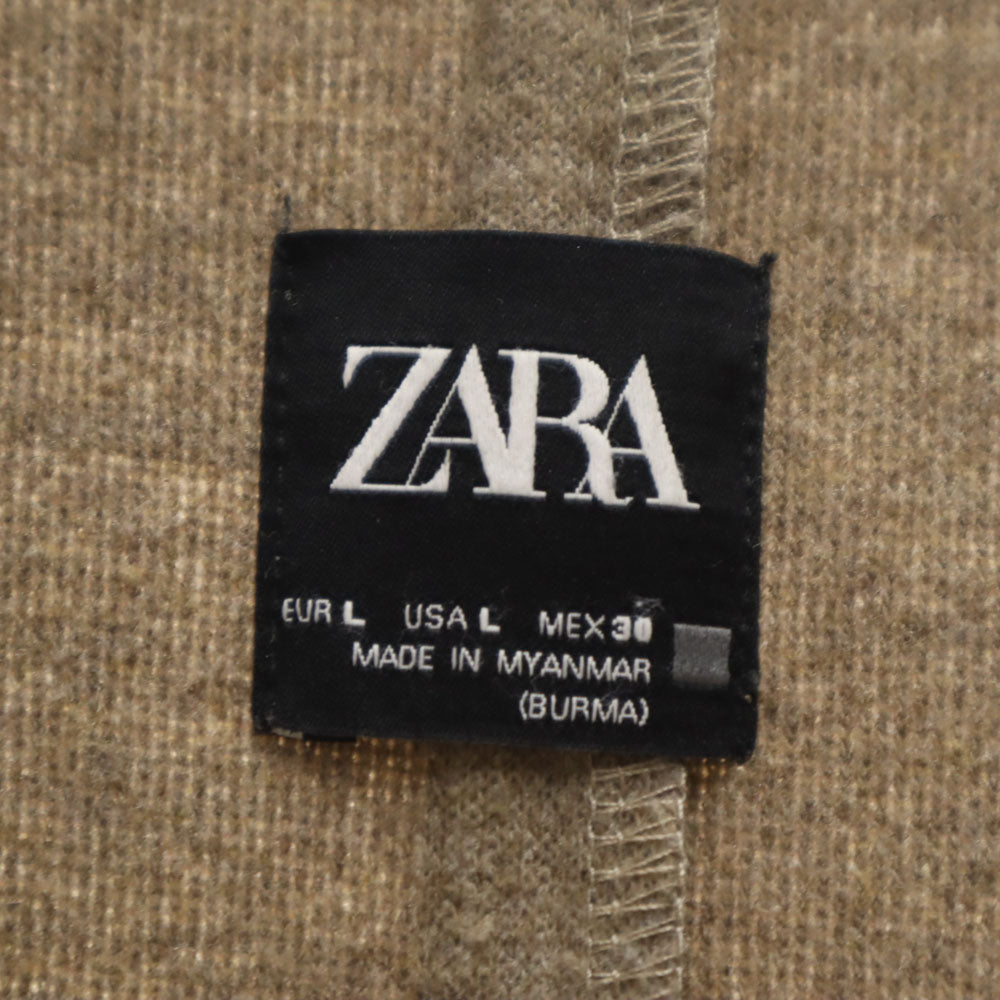 ZARA
EUR L USA L MEX 30
MADE IN MYANMAR
(BURMA)